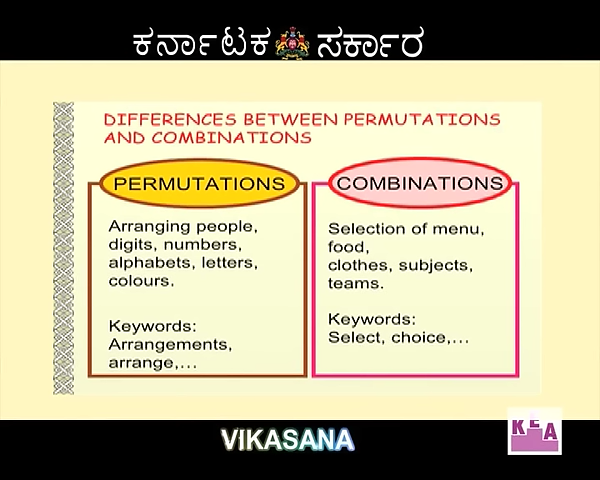 ಕರ್ನಾಟಕ ಸರ್ಕಾರ
DIFFERENCES BETWEEN PERMUTATIONS
AND COMBINATIONS
PERMUTATIONS
Arranging people,
digits, numbers,
alphabets, letters,
colours.
Keywords:
Arrangements,
arrange,...
COMBINATIONS
Selection of menu,
food,
clothes, subjects,
teams.
Keywords:
Select, choice,...
VIKASANA
KEA